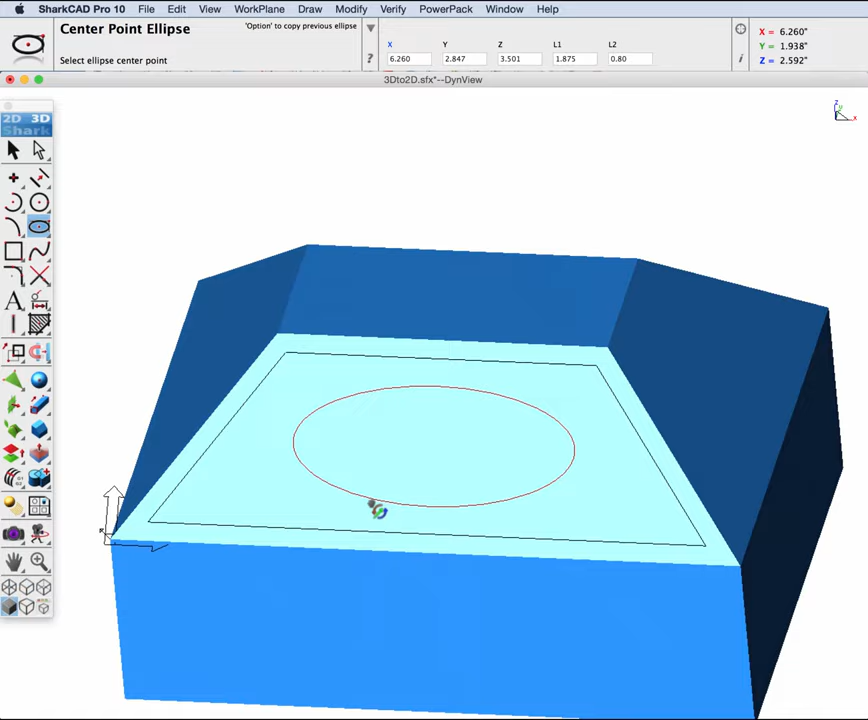 SharkCAD Pro 10 File Edit View WorkPlane Draw Modify Verify PowerPack Window Help
Center Point Ellipse
'Option' to copy previous ellipse
Select ellipse center point
?
X Y Z L1 L2
6.260 2.847 3.501 1.875 0.80
i
X = 6.260"
Y = 1.938"
Z = 2.592"
3Dto2D.sfx*--DynView
2D 3D
Shark
A
z
y
x